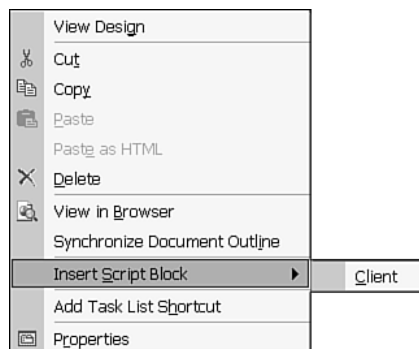 View Design
Cut
Copy
Paste
Paste as HTML
Delete
View in Browser
Synchronize Document Outline
Insert Script Block
Client
Add Task List Shortcut
Properties